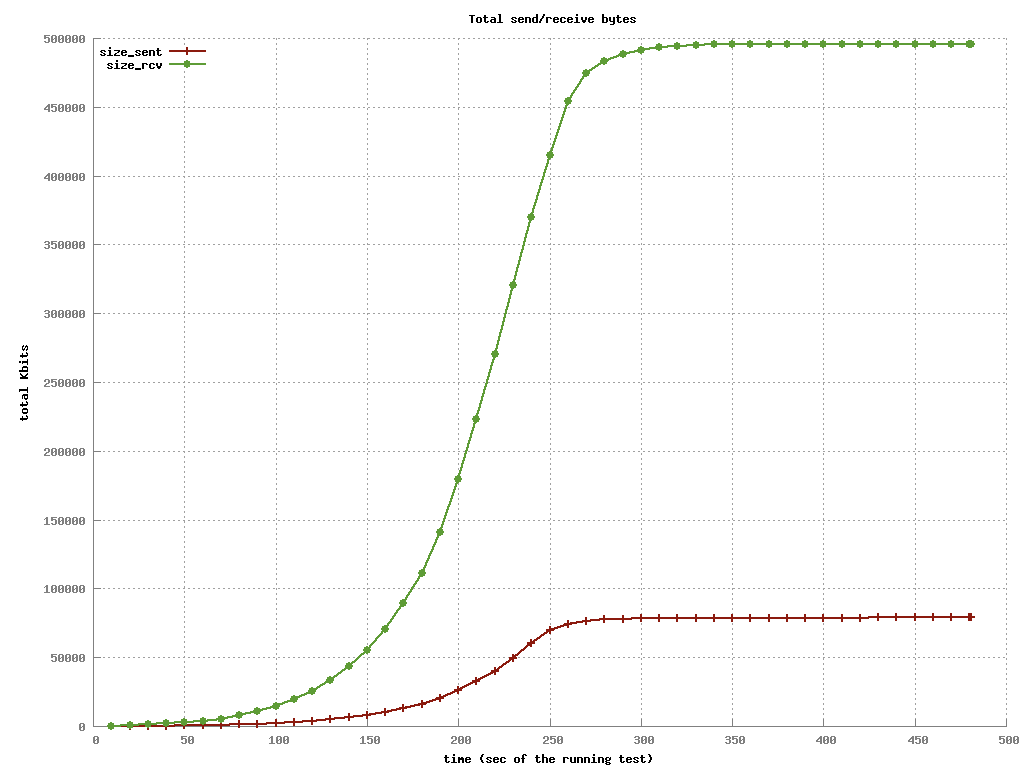 Total send/receive bytes
size_sent
size_rcv
500000
450000
400000
350000
300000
250000
200000
150000
100000
50000
0
total Kbits
0 50 100 150 200 250 300 350 400 450 500
time (sec of the running test)